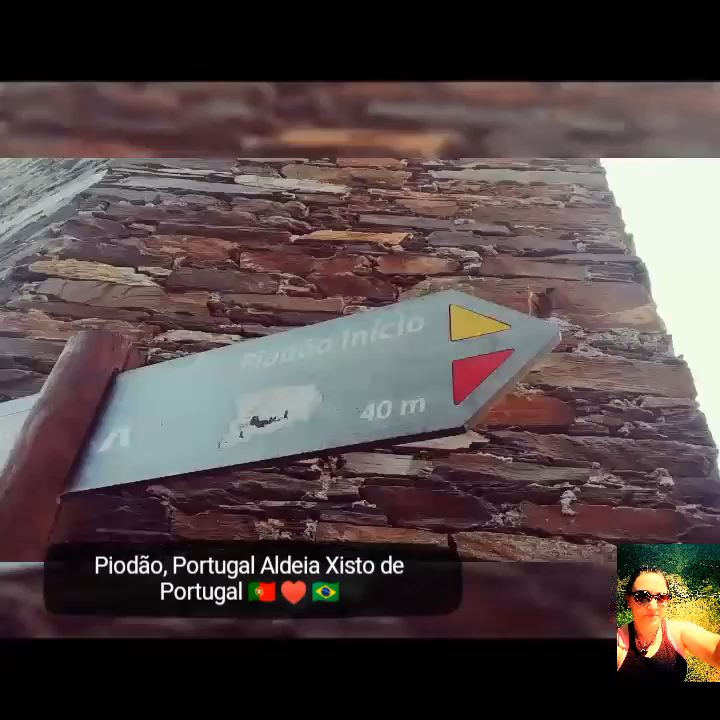 Piodão Início
40 m
Piodão, Portugal Aldeia Xisto de
Portugal 🇵🇹❤️🇧🇷